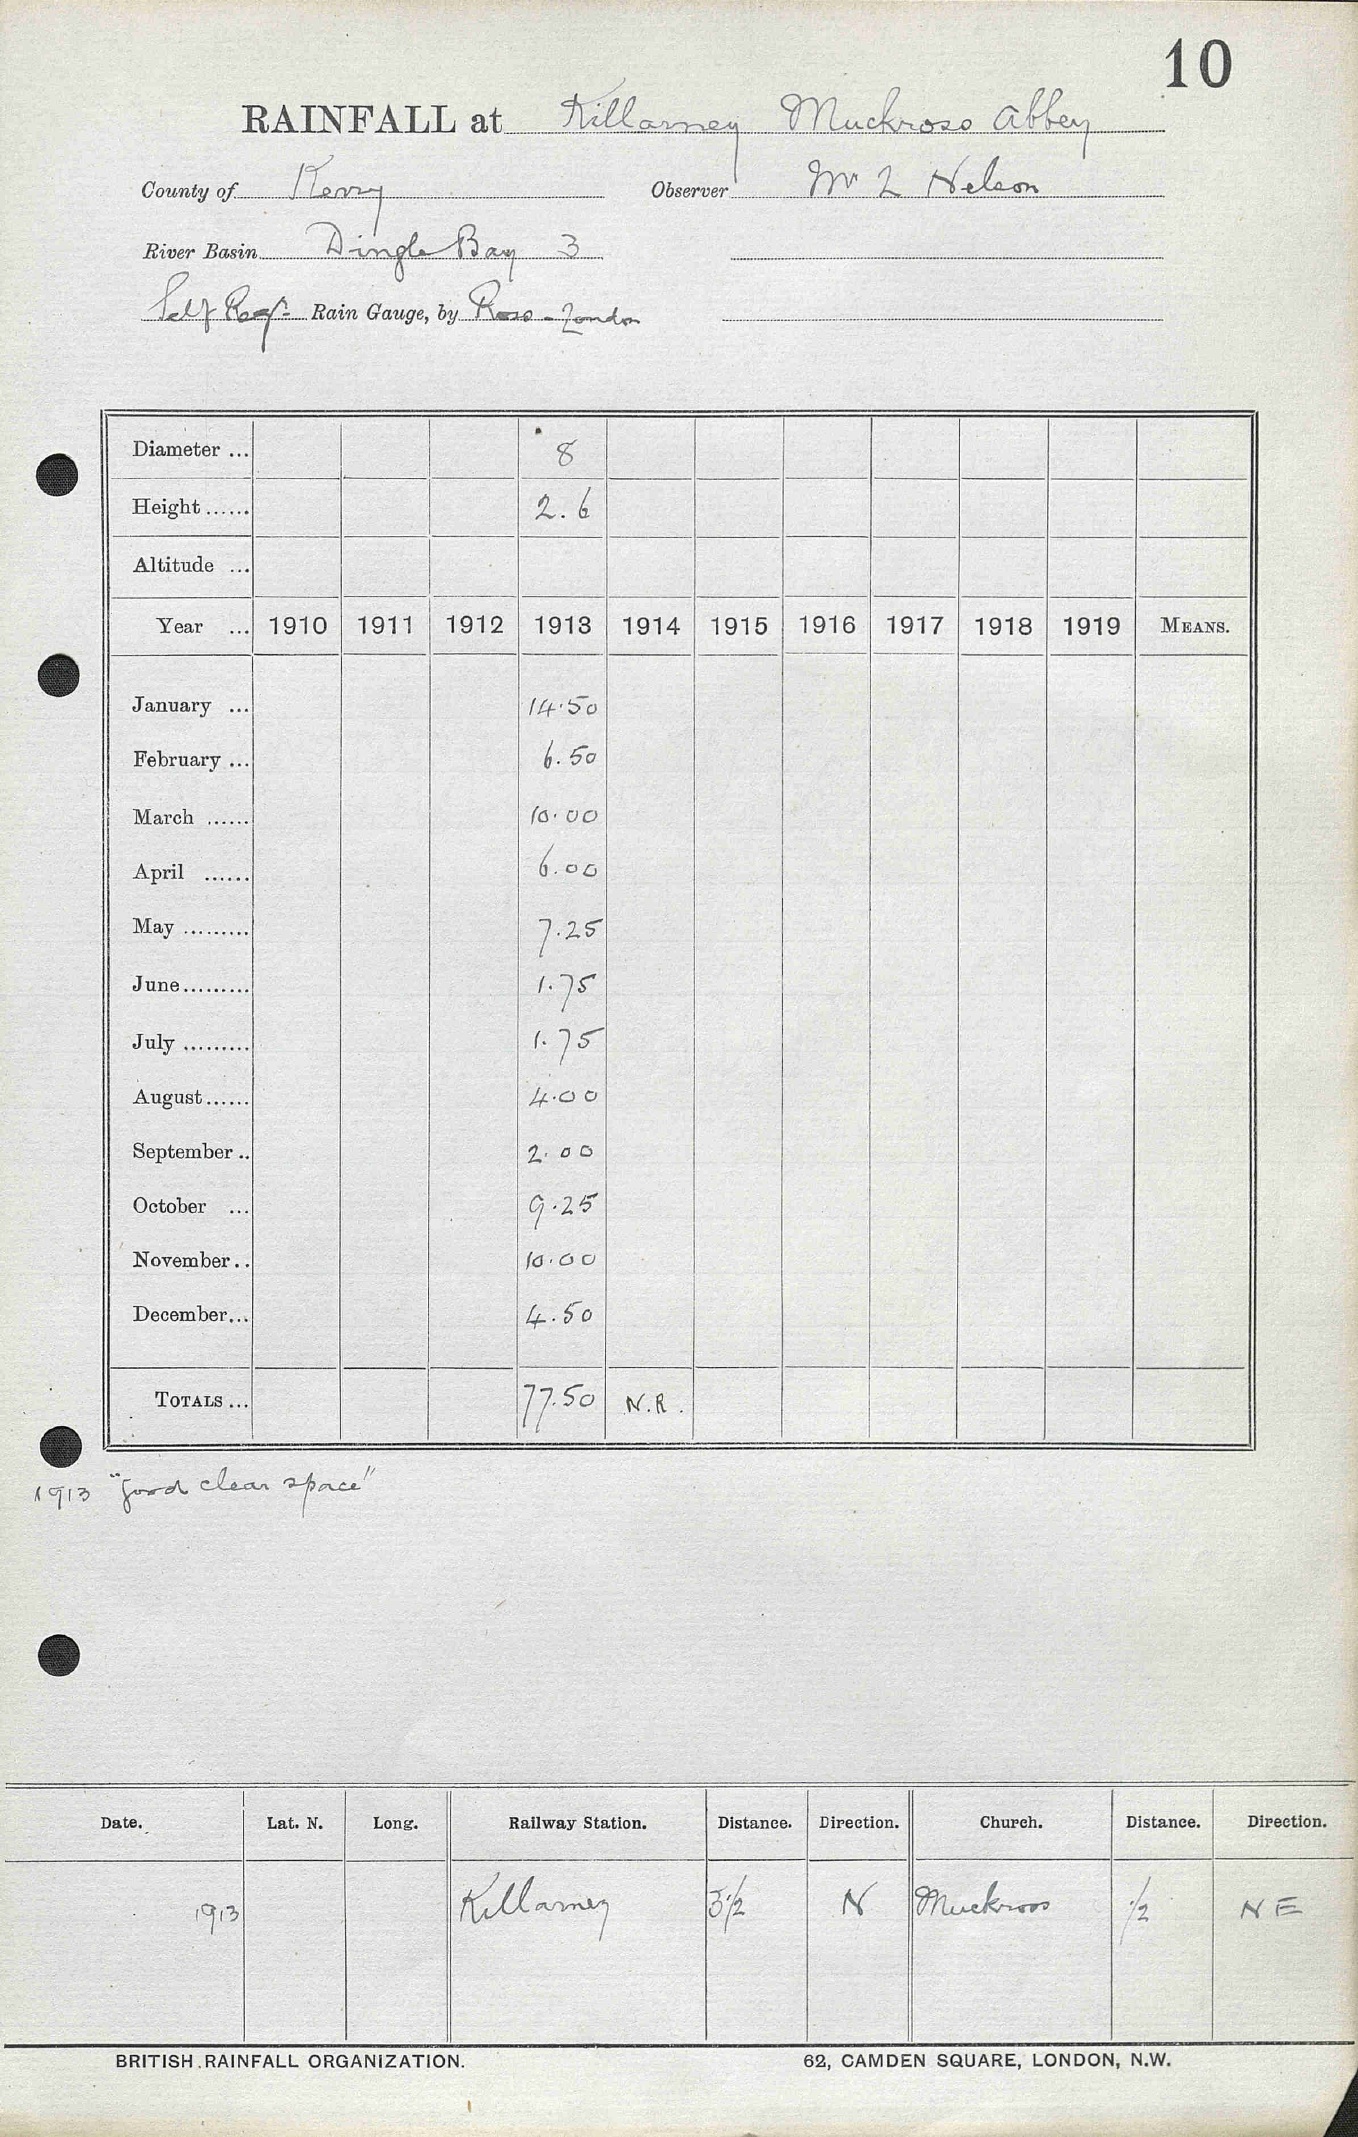 10
RAINFALL at Killarney Muckross Abbey
County of Kerry Observer Mr L Nelson
River Basin Dingle Bay 3
Self Reg. Rain Gauge, by Ross - London
Diameter ... 8
Height ...... 2.6
Altitude ...
Year ... 1910 1911 1912 1913 1914 1915 1916 1917 1918 1919 MEANS.
January ... 14.50
February ... 6.50
March ...... 10.00
April ...... 6.00
May ......... 7.25
June......... 1.75
July ......... 1.75
August...... 4.00
September .. 2.00
October ... 9.25
November.. 10.00
December... 4.50
TOTALS ... 77.50 N.R.
1913 "good clear space"
Date. Lat. N. Long. Railway Station. Distance. Direction. Church. Distance. Direction.
1913 Killarney 3 1/2 N Muckross 1/2 NE
BRITISH RAINFALL ORGANIZATION. 62, CAMDEN SQUARE, LONDON, N.W.